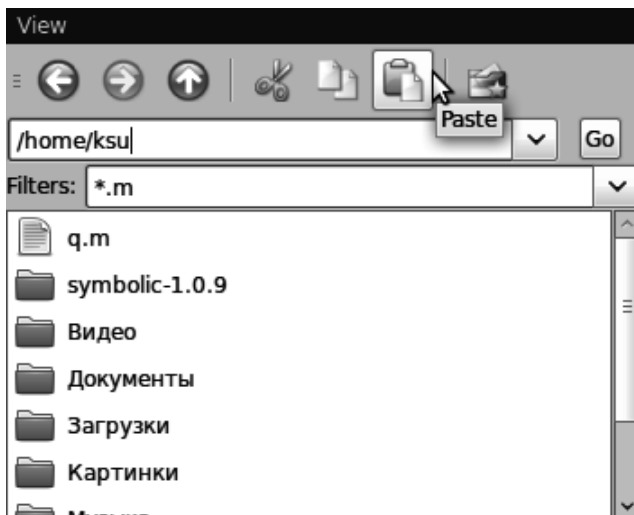 View
Paste
/home/ksu
Go
Filters: *.m
q.m
symbolic-1.0.9
Видео
Документы
Загрузки
Картинки